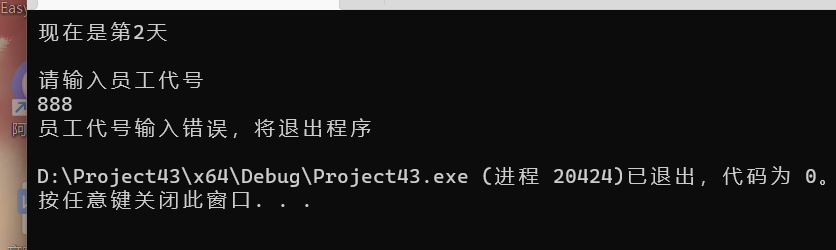 Easy
现在是第2天
请输入员工代号
888
员工代号输入错误，将退出程序
阿
D:\Project43\x64\Debug\Project43.exe (进程 20424)已退出，代码为 0。
按任意键关闭此窗口. . .